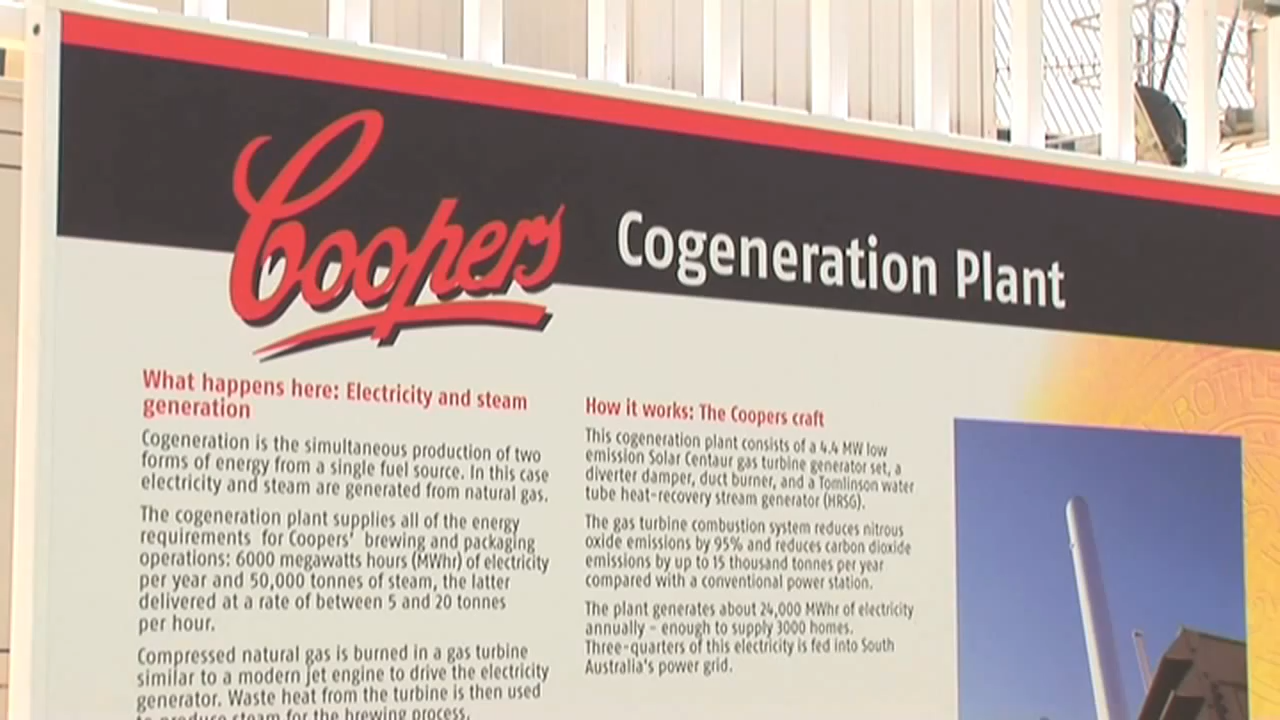 Coopers
Cogeneration Plant
What happens here: Electricity and steam
generation
Cogeneration is the simultaneous production of two
forms of energy from a single fuel source. In this case
electricity and steam are generated from natural gas.
The cogeneration plant supplies all of the energy
requirements for Coopers' brewing and packaging
operations: 6000 megawatts hours (MWhr) of electricity
per year and 50,000 tonnes of steam, the latter
delivered at a rate of between 5 and 20 tonnes
per hour.
Compressed natural gas is burned in a gas turbine
similar to a modern jet engine to drive the electricity
generator. Waste heat from the turbine is then used
to produce steam for the brewing process.
How it works: The Coopers craft
This cogeneration plant consists of a 4.4 MW low
emission Solar Centaur gas turbine generator set, a
diverter damper, duct burner, and a Tomlinson water
tube heat-recovery stream generator (HRSG).
The gas turbine combustion system reduces nitrous
oxide emissions by 95% and reduces carbon dioxide
emissions by up to 15 thousand tonnes per year
compared with a conventional power station.
The plant generates about 24,000 MWhr of electricity
annually - enough to supply 3000 homes.
Three-quarters of this electricity is fed into South
Australia's power grid.
BOTTLE